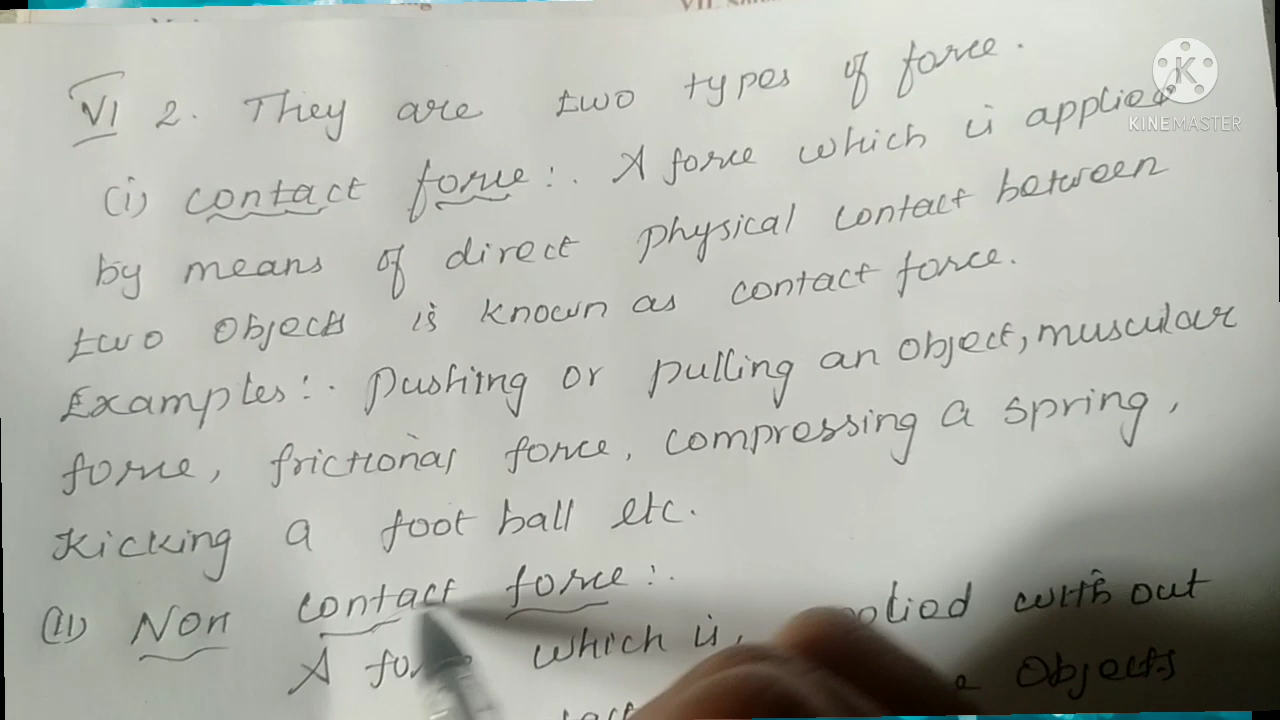 VI 2. They are two types of force.
K
KINEMASTER
(i) contact force:. A force which is applied
by means of direct physical contact between
two objects is known as contact force.
Examples:. Pushing or pulling an object, muscular
force, frictional force, compressing a spring,
Kicking a foot ball etc.
(ii) Non contact force:.
A which is, without
Objects